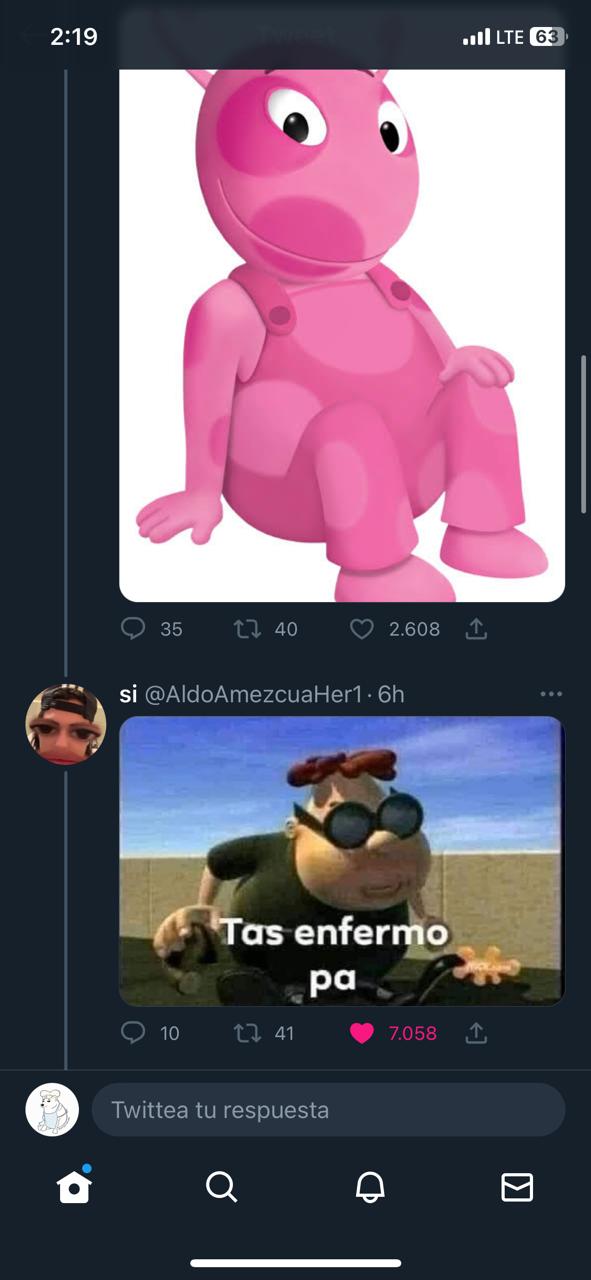 2:19
LTE 63
35 40 2.608
si @AldoAmezcuaHer1 · 6h
Tas enfermo
pa
10 41 7.058
Twittea tu respuesta